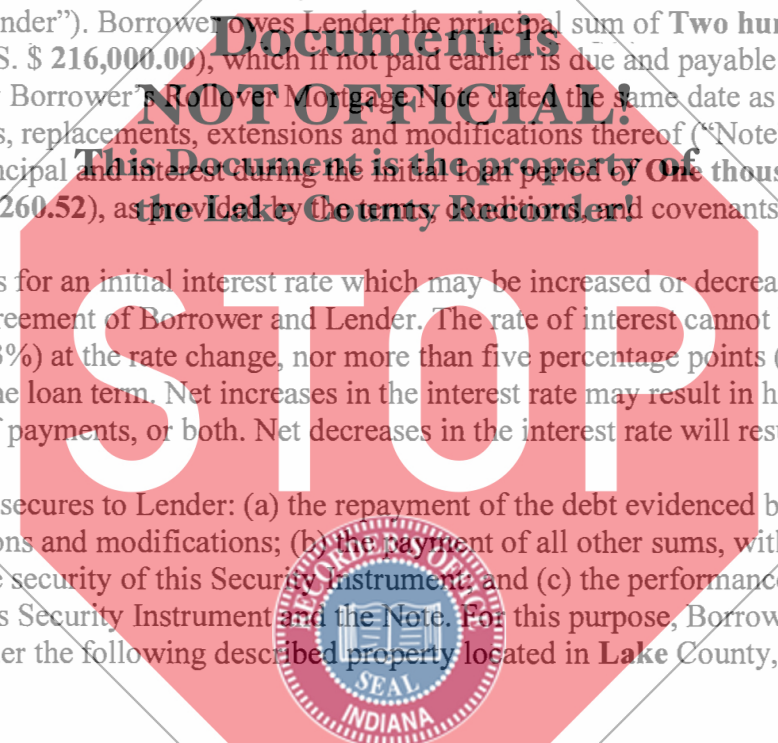 nder”). Borrower owes Lender the principal sum of Two hun
S. $ 216,000.00), which if not paid earlier is due and payable
Borrower’s Rollover Mortgage Note dated the same date as
s, replacements, extensions and modifications thereof (“Note
ncipal and interest during the initial loan period of One thous
260.52), as provided by the terms, conditions, and covenants
s for an initial interest rate which may be increased or decrea
reement of Borrower and Lender. The rate of interest cannot
3%) at the rate change, nor more than five percentage points (
ne loan term. Net increases in the interest rate may result in h
f payments, or both. Net decreases in the interest rate will resu
secures to Lender: (a) the repayment of the debt evidenced b
ons and modifications; (b) the payment of all other sums, wit
e security of this Security Instrument; and (c) the performance
s Security Instrument and the Note. For this purpose, Borrow
er the following described property located in Lake County,
Document is
NOT OFFICIAL!
This Document is the property of
the Lake County Recorder!
STOP
RECORDER'S OFFICE
SEAL
INDIANA